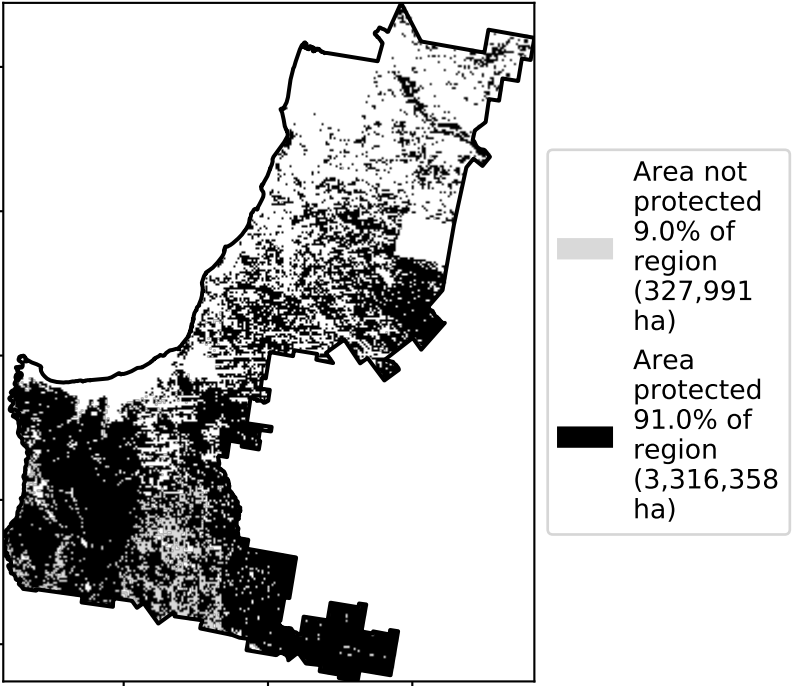 Area not
protected
9.0% of
region
(327,991
ha)
Area
protected
91.0% of
region
(3,316,358
ha)